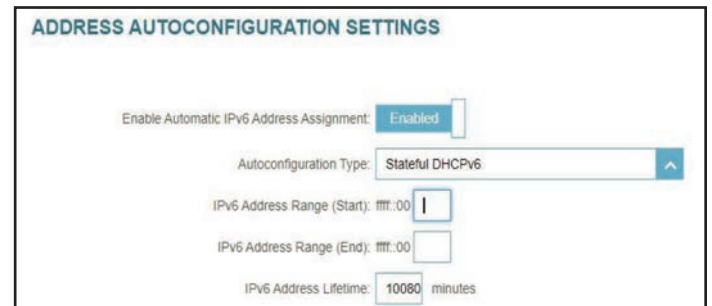 ADDRESS AUTOCONFIGURATION SETTINGS
Enable Automatic IPv6 Address Assignment: Enabled
Autoconfiguration Type: Stateful DHCPv6
IPv6 Address Range (Start): ffff::00
IPv6 Address Range (End): ffff::00
IPv6 Address Lifetime: 10080 minutes